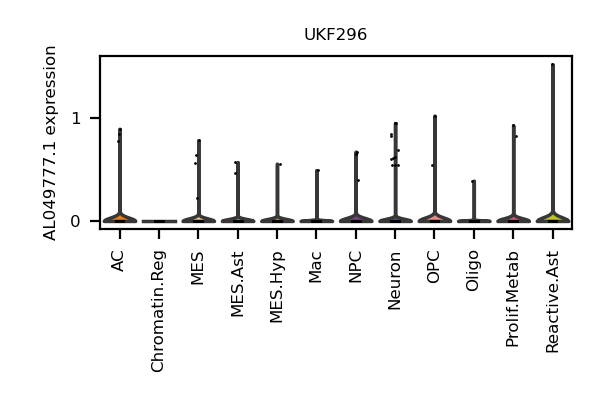 UKF296
AL049777.1 expression
1
0
AC
Chromatin.Reg
MES
MES.Ast
MES.Hyp
Mac
NPC
Neuron
OPC
Oligo
Prolif.Metab
Reactive.Ast